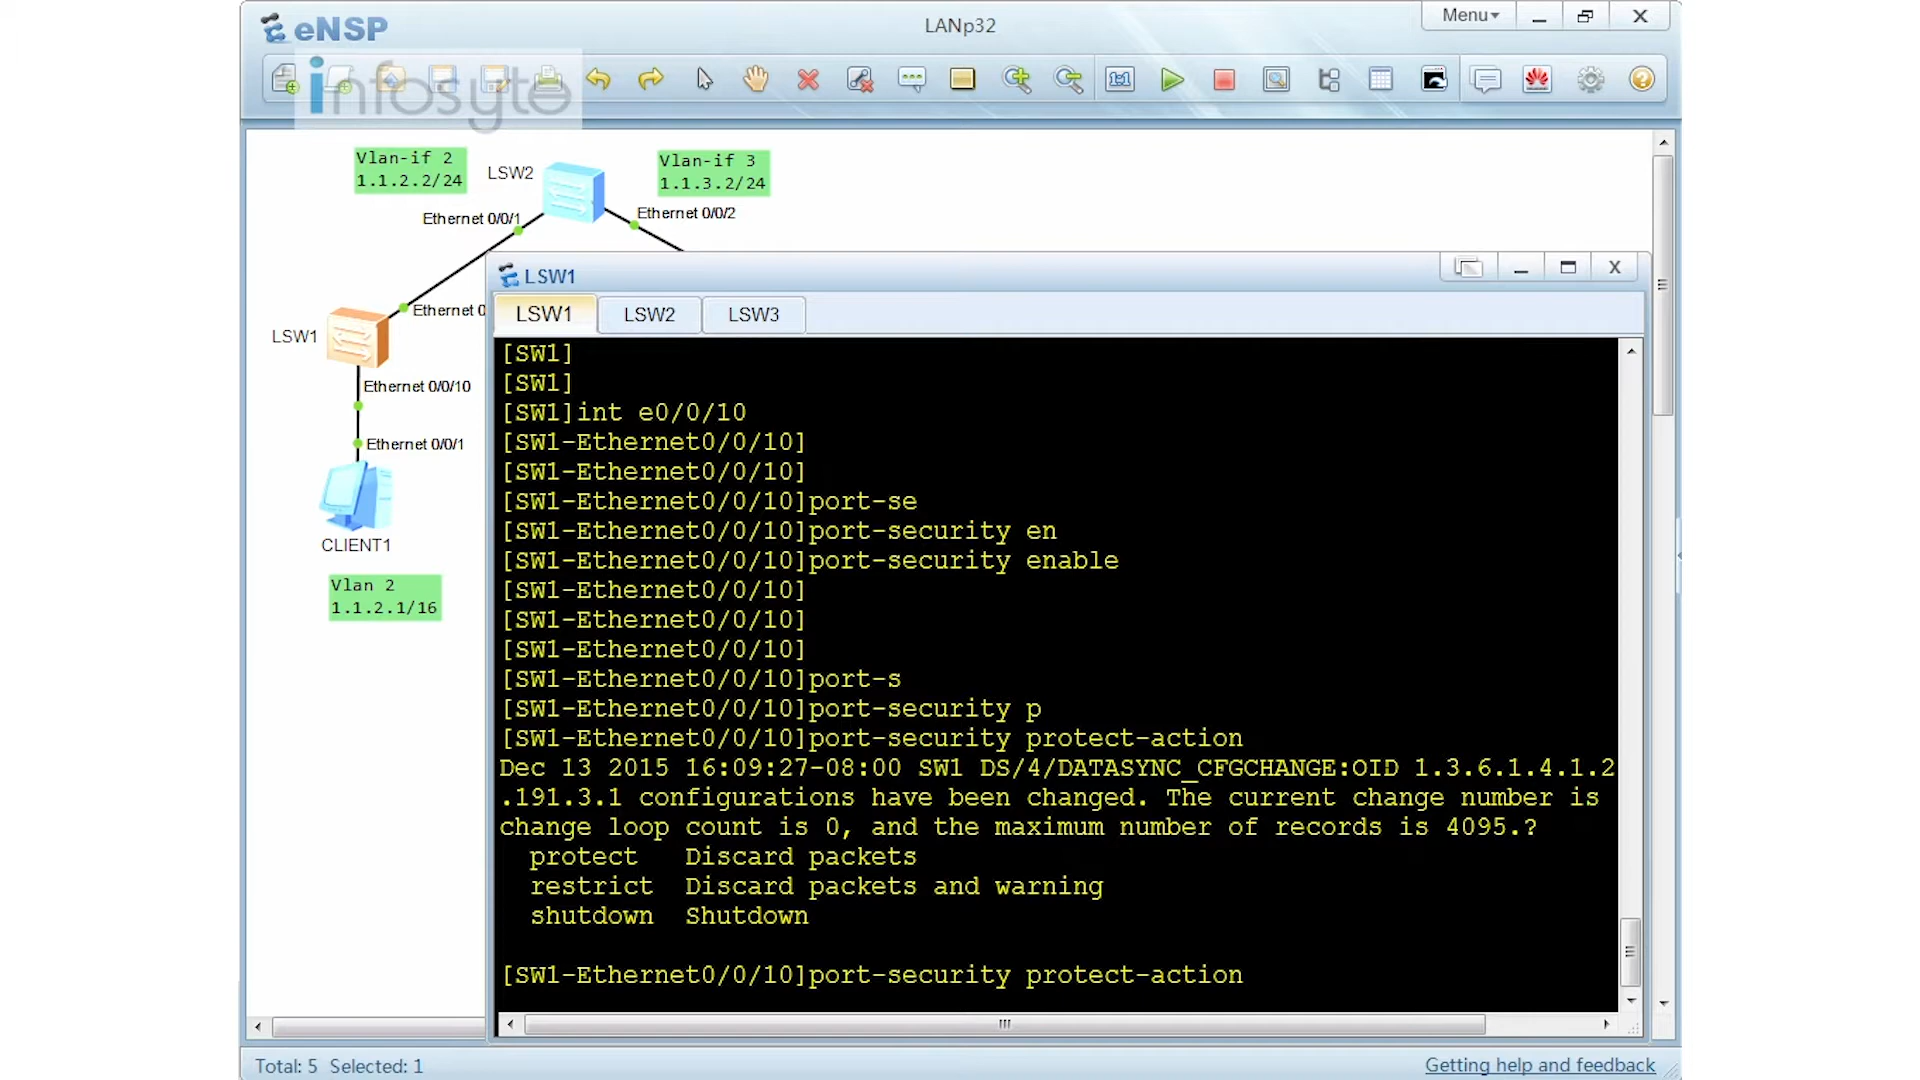 eNSP
LANp32
Menu
infosyte
Vlan-if 2
1.1.2.2/24
LSW2
Vlan-if 3
1.1.3.2/24
Ethernet 0/0/1
Ethernet 0/0/2
LSW1
Ethernet 0
Ethernet 0/0/10
Ethernet 0/0/1
CLIENT1
Vlan 2
1.1.2.1/16
LSW1
LSW1 LSW2 LSW3
[SW1]
[SW1]
[SW1]int e0/0/10
[SW1-Ethernet0/0/10]
[SW1-Ethernet0/0/10]
[SW1-Ethernet0/0/10]port-se
[SW1-Ethernet0/0/10]port-security en
[SW1-Ethernet0/0/10]port-security enable
[SW1-Ethernet0/0/10]
[SW1-Ethernet0/0/10]
[SW1-Ethernet0/0/10]
[SW1-Ethernet0/0/10]port-s
[SW1-Ethernet0/0/10]port-security p
[SW1-Ethernet0/0/10]port-security protect-action
Dec 13 2015 16:09:27-08:00 SW1 DS/4/DATASYNC_CFGCHANGE:OID 1.3.6.1.4.1.2
.191.3.1 configurations have been changed. The current change number is
change loop count is 0, and the maximum number of records is 4095.?
protect Discard packets
restrict Discard packets and warning
shutdown Shutdown
[SW1-Ethernet0/0/10]port-security protect-action
Total: 5 Selected: 1
Getting help and feedback